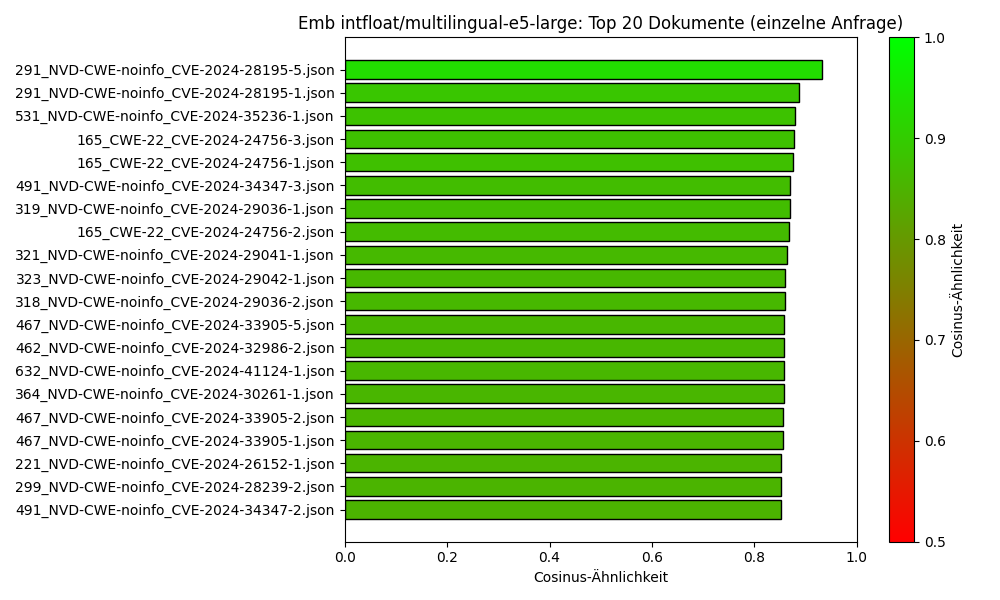 Emb intfloat/multilingual-e5-large: Top 20 Dokumente (einzelne Anfrage)
291_NVD-CWE-noinfo_CVE-2024-28195-5.json
291_NVD-CWE-noinfo_CVE-2024-28195-1.json
531_NVD-CWE-noinfo_CVE-2024-35236-1.json
165_CWE-22_CVE-2024-24756-3.json
165_CWE-22_CVE-2024-24756-1.json
491_NVD-CWE-noinfo_CVE-2024-34347-3.json
319_NVD-CWE-noinfo_CVE-2024-29036-1.json
165_CWE-22_CVE-2024-24756-2.json
321_NVD-CWE-noinfo_CVE-2024-29041-1.json
323_NVD-CWE-noinfo_CVE-2024-29042-1.json
318_NVD-CWE-noinfo_CVE-2024-29036-2.json
467_NVD-CWE-noinfo_CVE-2024-33905-5.json
462_NVD-CWE-noinfo_CVE-2024-32986-2.json
632_NVD-CWE-noinfo_CVE-2024-41124-1.json
364_NVD-CWE-noinfo_CVE-2024-30261-1.json
467_NVD-CWE-noinfo_CVE-2024-33905-2.json
467_NVD-CWE-noinfo_CVE-2024-33905-1.json
221_NVD-CWE-noinfo_CVE-2024-26152-1.json
299_NVD-CWE-noinfo_CVE-2024-28239-2.json
491_NVD-CWE-noinfo_CVE-2024-34347-2.json
0.0 0.2 0.4 0.6 0.8 1.0
Cosinus-Ähnlichkeit
1.0
0.9
0.8
0.7
0.6
0.5
Cosinus-Ähnlichkeit